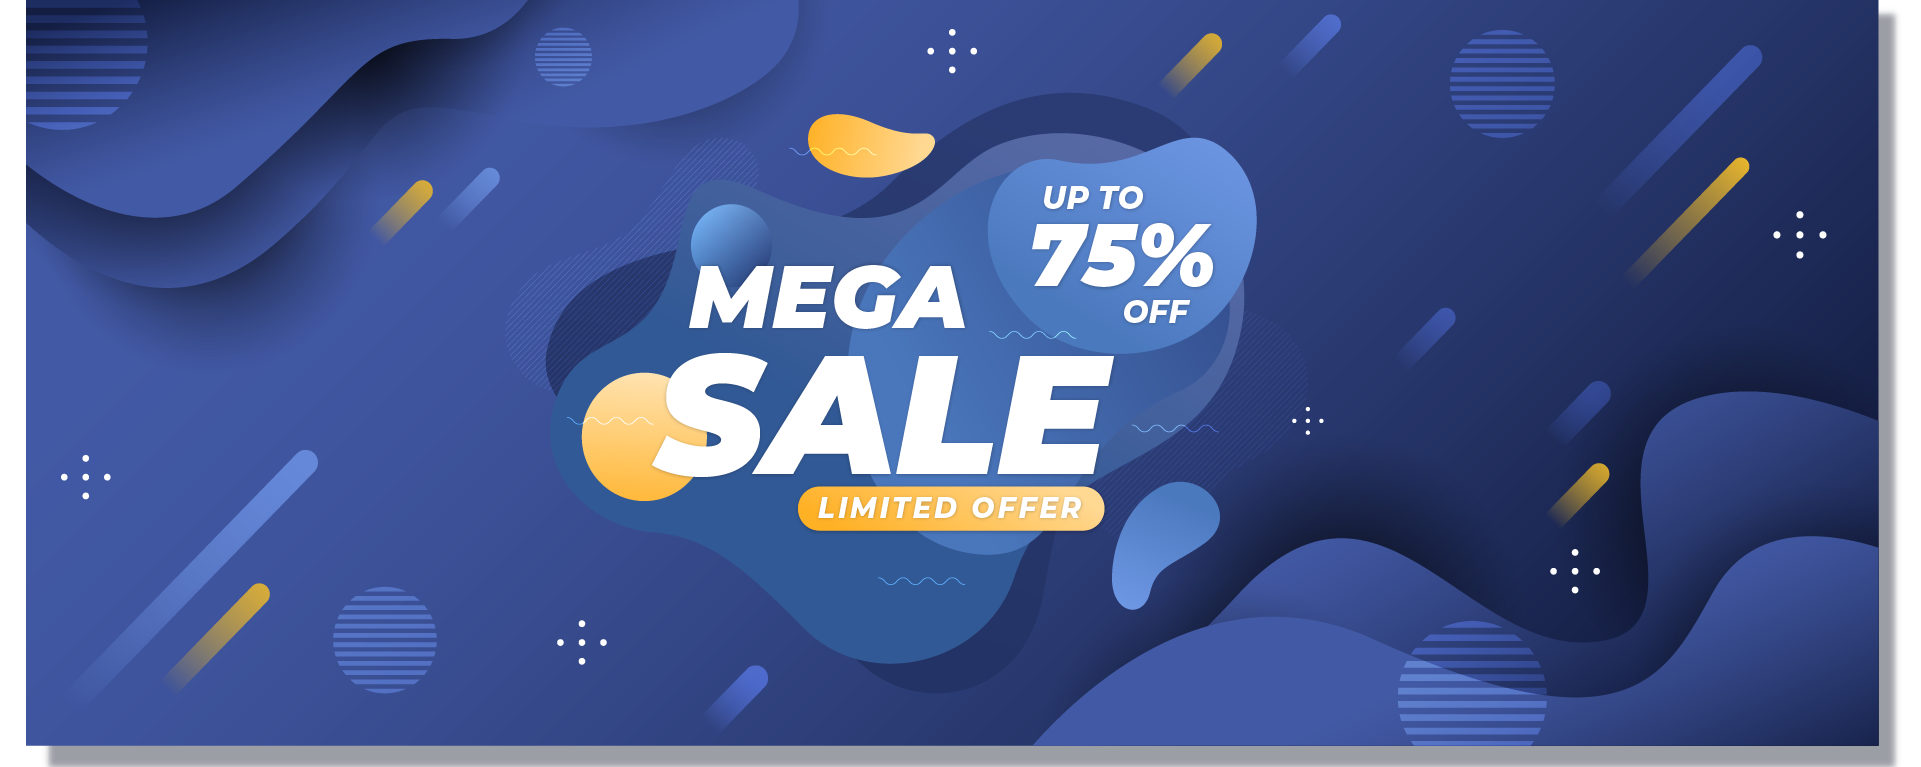 MEGA
SALE
LIMITED OFFER
UP TO
75%
OFF